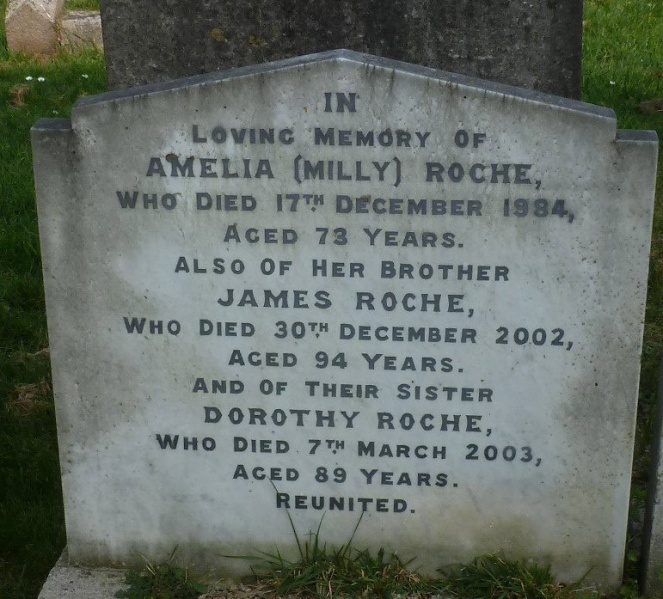 IN
LOVING MEMORY OF
AMELIA (MILLY) ROCHE,
WHO DIED 17TH DECEMBER 1984,
AGED 73 YEARS.
ALSO OF HER BROTHER
JAMES ROCHE,
WHO DIED 30TH DECEMBER 2002,
AGED 94 YEARS.
AND OF THEIR SISTER
DOROTHY ROCHE,
WHO DIED 7TH MARCH 2003,
AGED 89 YEARS.
REUNITED.